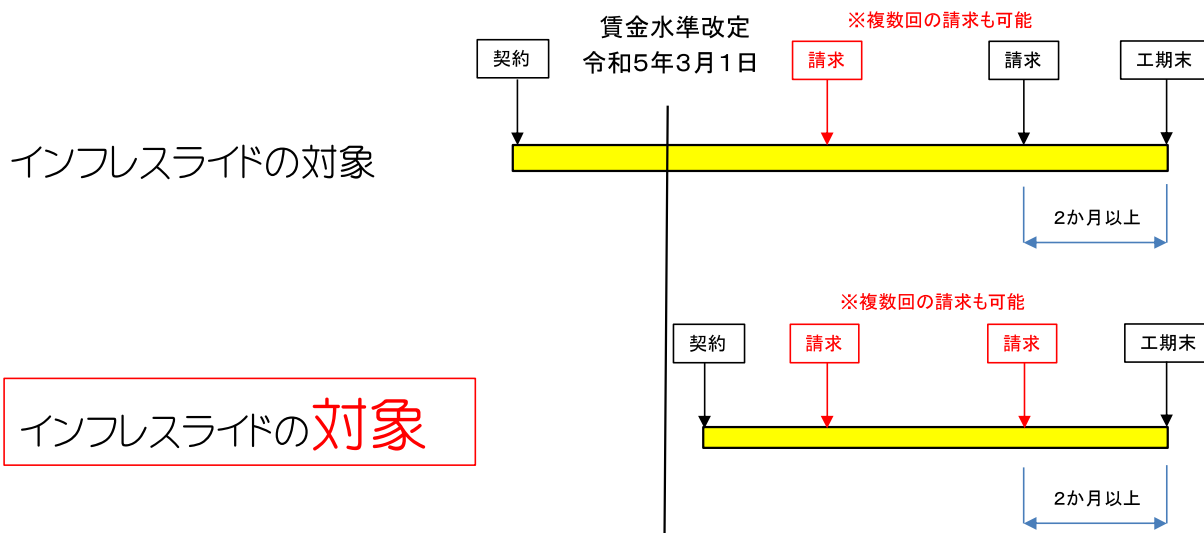 賃金水準改定
令和5年3月1日
※複数回の請求も可能
契約
請求
請求
工期末
インフレスライドの対象
2か月以上
※複数回の請求も可能
契約
請求
請求
工期末
インフレスライドの対象
2か月以上